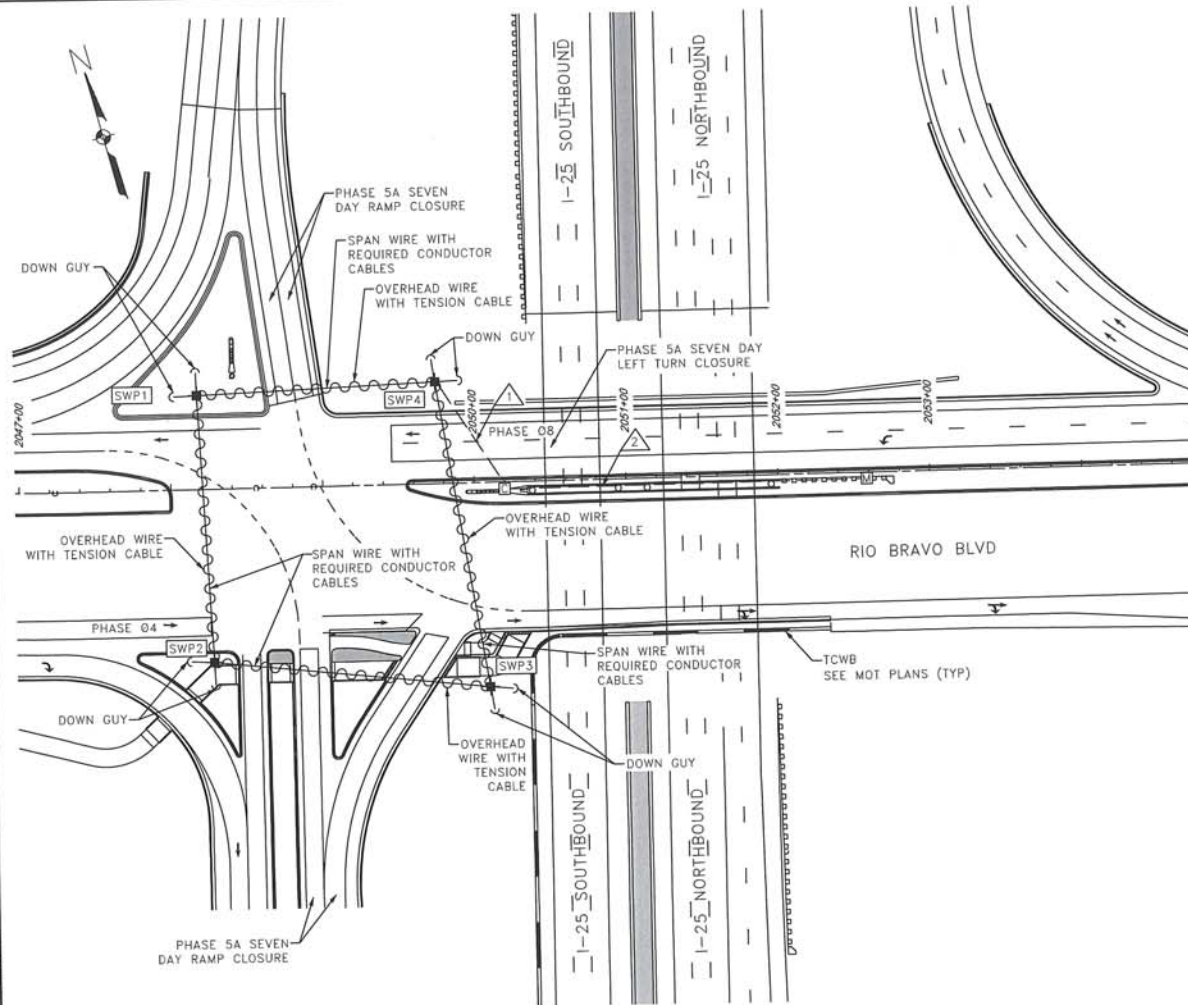 N
I-25 SOUTHBOUND
I-25 NORTHBOUND
PHASE 5A SEVEN
DAY RAMP CLOSURE
SPAN WIRE WITH
REQUIRED CONDUCTOR
CABLES
DOWN GUY
OVERHEAD WIRE
WITH TENSION CABLE
DOWN GUY
PHASE 5A SEVEN DAY
LEFT TURN CLOSURE
SWP1
SWP4
1
2047+00
2050+00
2051+00
2052+00
2053+00
PHASE 08
2
M
OVERHEAD WIRE
WITH TENSION CABLE
OVERHEAD WIRE
WITH TENSION CABLE
SPAN WIRE WITH
REQUIRED CONDUCTOR
CABLES
RIO BRAVO BLVD
PHASE 04
SWP2
SWP3
SPAN WIRE WITH
REQUIRED CONDUCTOR
CABLES
TCWB
SEE MOT PLANS (TYP)
DOWN GUY
OVERHEAD
WIRE WITH
TENSION
CABLE
DOWN GUY
I-25 SOUTHBOUND
I-25 NORTHBOUND
PHASE 5A SEVEN
DAY RAMP CLOSURE